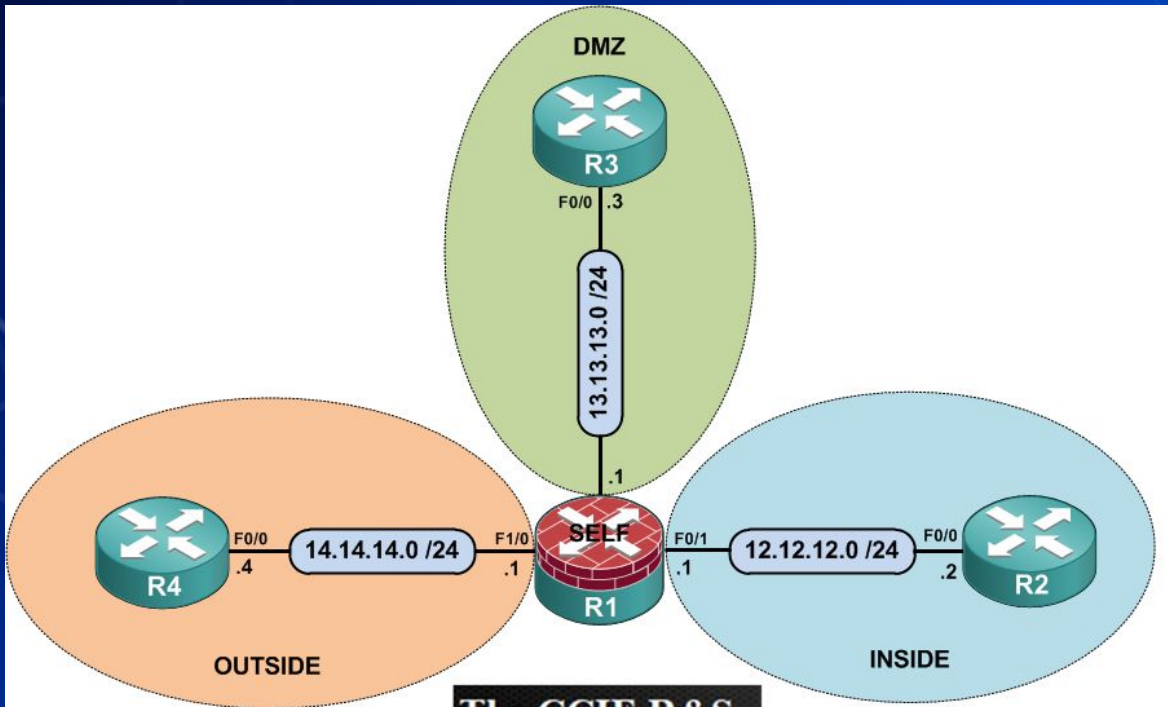 DMZ
R3
F0/0
.3
13.13.13.0 /24
.1
SELF
R1
F1/0
.1
14.14.14.0 /24
F0/0
.4
R4
OUTSIDE
F0/1
.1
12.12.12.0 /24
F0/0
.2
R2
INSIDE
The CCIE R&S